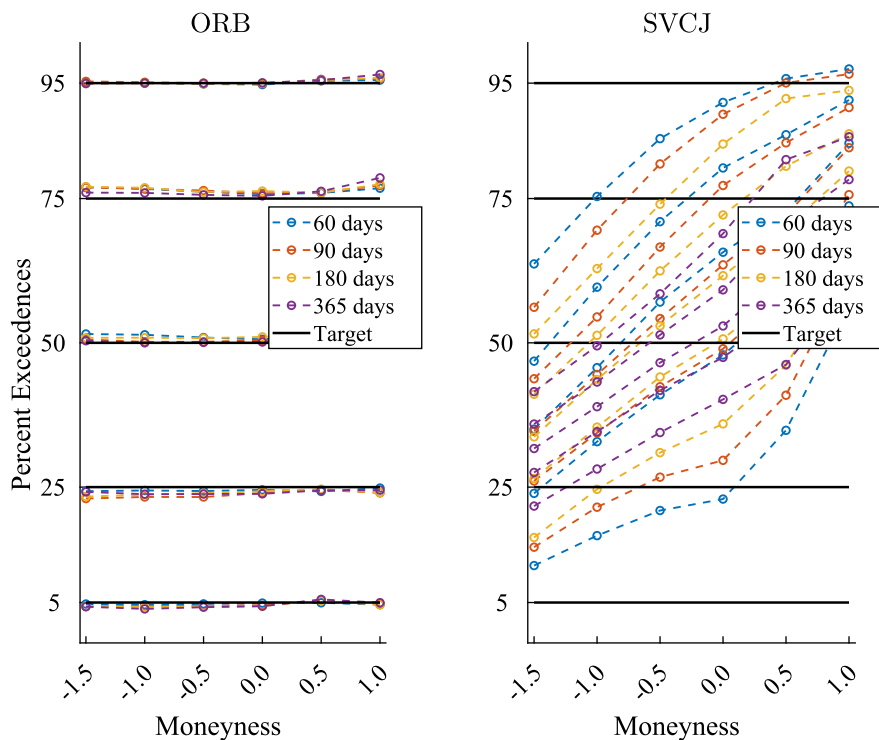 ORB
SVCJ
Percent Exceedences
95
75
50
25
5
-1.5
-1.0
-0.5
0.0
0.5
1.0
Moneyness
60 days
90 days
180 days
365 days
Target
95
75
50
25
5
-1.5
-1.0
-0.5
0.0
0.5
1.0
Moneyness
60 days
90 days
180 days
365 days
Target